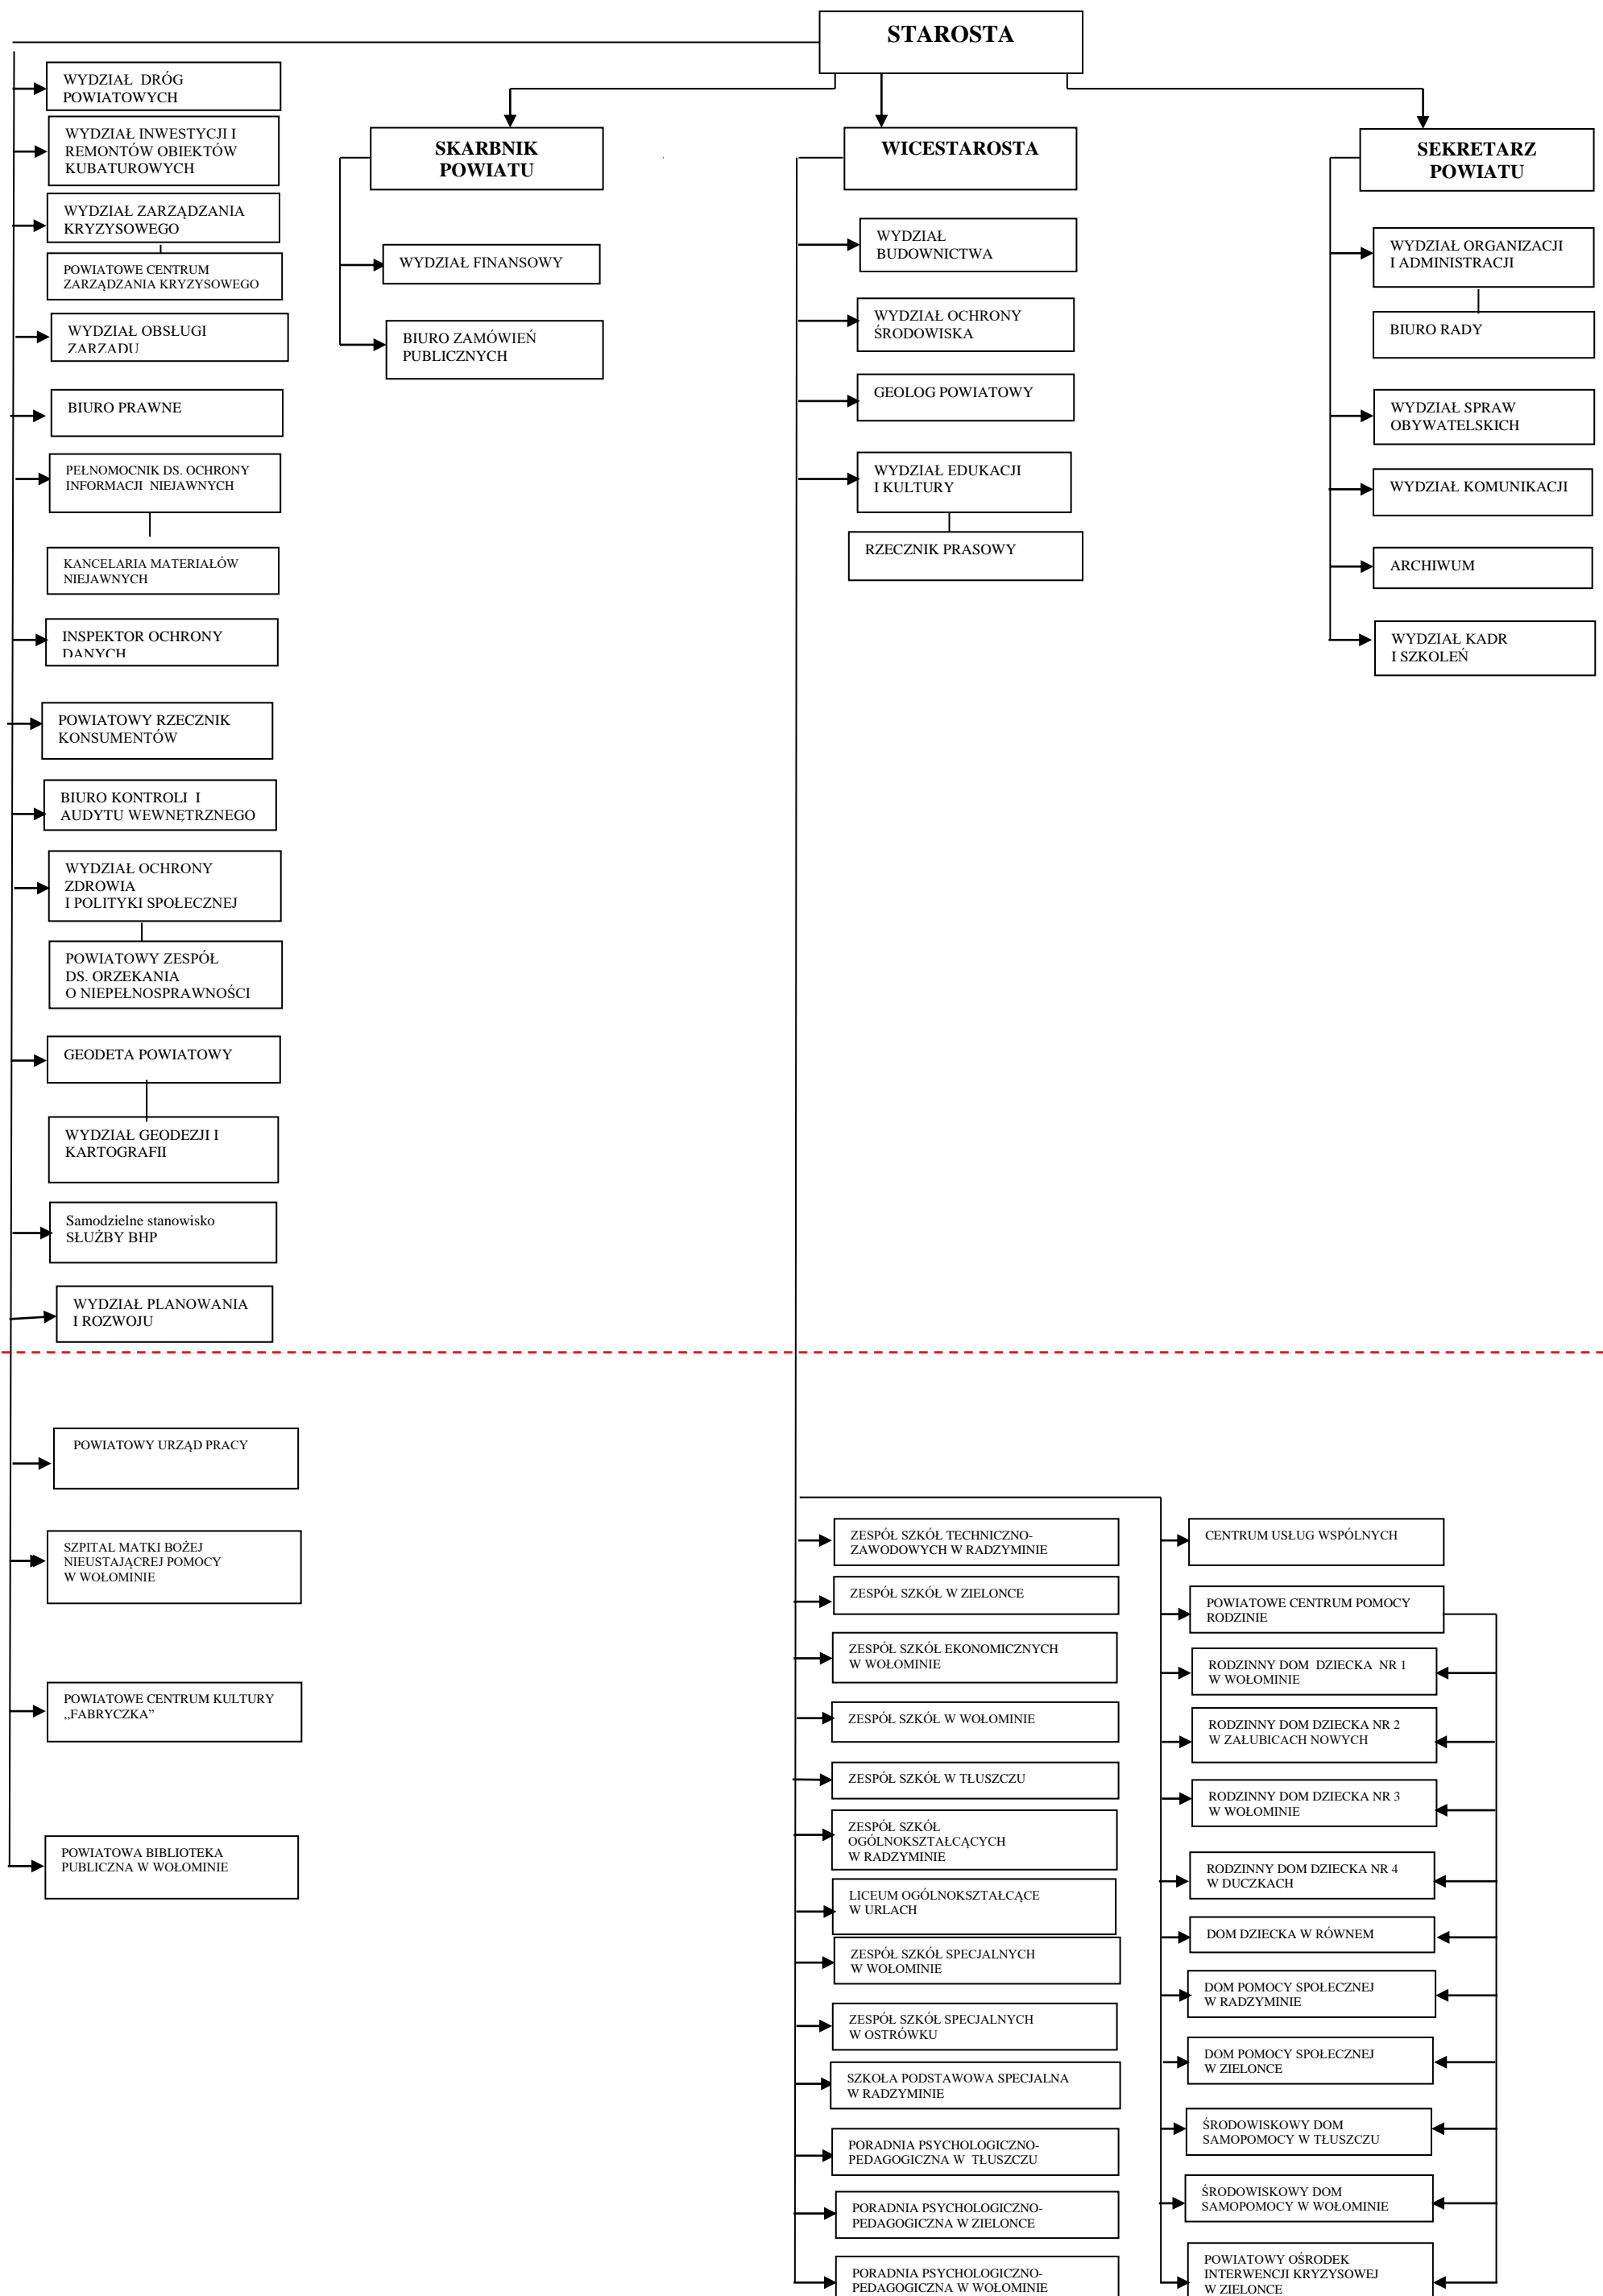 STAROSTA
WYDZIAŁ DRÓG
POWIATOWYCH
WYDZIAŁ INWESTYCJI I
REMONTÓW OBIEKTÓW
KUBATUROWYCH
WYDZIAŁ ZARZĄDZANIA
KRYZYSOWEGO
POWIATOWE CENTRUM
ZARZĄDZANIA KRYZYSOWEGO
WYDZIAŁ OBSŁUGI
ZARZĄDU
BIURO PRAWNE
PEŁNOMOCNIK DS. OCHRONY
INFORMACJI NIEJAWNYCH
KANCELARIA MATERIAŁÓW
NIEJAWNYCH
INSPEKTOR OCHRONY
DANYCH
POWIATOWY RZECZNIK
KONSUMENTÓW
BIURO KONTROLI I
AUDYTU WEWNĘTRZNEGO
WYDZIAŁ OCHRONY
ZDROWIA
I POLITYKI SPOŁECZNEJ
POWIATOWY ZESPÓŁ
DS. ORZEKANIA
O NIEPEŁNOSPRAWNOŚCI
GEODETA POWIATOWY
WYDZIAŁ GEODEZJI I
KARTOGRAFII
Samodzielne stanowisko
SŁUŻBY BHP
WYDZIAŁ PLANOWANIA
I ROZWOJU
POWIATOWY URZĄD PRACY
SZPITAL MATKI BOŻEJ
NIEUSTAJĄCREJ POMOCY
W WOŁOMINIE
POWIATOWE CENTRUM KULTURY
„FABRYCZKA”
POWIATOWA BIBLIOTEKA
PUBLICZNA W WOŁOMINIE
SKARBNIK
POWIATU
WYDZIAŁ FINANSOWY
BIURO ZAMÓWIEŃ
PUBLICZNYCH
WICESTAROSTA
WYDZIAŁ
BUDOWNICTWA
WYDZIAŁ OCHRONY
ŚRODOWISKA
GEOLOG POWIATOWY
WYDZIAŁ EDUKACJI
I KULTURY
RZECZNIK PRASOWY
SEKRETARZ
POWIATU
WYDZIAŁ ORGANIZACJI
I ADMINISTRACJI
BIURO RADY
WYDZIAŁ SPRAW
OBYWATELSKICH
WYDZIAŁ KOMUNIKACJI
ARCHIWUM
WYDZIAŁ KADR
I SZKOLEŃ
ZESPÓŁ SZKÓŁ TECHNICZNO-
ZAWODOWYCH W RADZYMINIE
ZESPÓŁ SZKÓŁ W ZIELONCE
ZESPÓŁ SZKÓŁ EKONOMICZNYCH
W WOŁOMINIE
ZESPÓŁ SZKÓŁ W WOŁOMINIE
ZESPÓŁ SZKÓŁ W TŁUSZCZU
ZESPÓŁ SZKÓŁ
OGÓLNOKSZTAŁCĄCYCH
W RADZYMINIE
LICEUM OGÓLNOKSZTAŁCĄCE
W URLACH
ZESPÓŁ SZKÓŁ SPECJALNYCH
W WOŁOMINIE
ZESPÓŁ SZKÓŁ SPECJALNYCH
W OSTRÓWKU
SZKOŁA PODSTAWOWA SPECJALNA
W RADZYMINIE
PORADNIA PSYCHOLOGICZNO-
PEDAGOGICZNA W TŁUSZCZU
PORADNIA PSYCHOLOGICZNO-
PEDAGOGICZNA W ZIELONCE
PORADNIA PSYCHOLOGICZNO-
PEDAGOGICZNA W WOŁOMINIE
CENTRUM USŁUG WSPÓLNYCH
POWIATOWE CENTRUM POMOCY
RODZINIE
RODZINNY DOM DZIECKA NR 1
W WOŁOMINIE
RODZINNY DOM DZIECKA NR 2
W ZAŁUBICACH NOWYCH
RODZINNY DOM DZIECKA NR 3
W WOŁOMINIE
RODZINNY DOM DZIECKA NR 4
W DUCZKACH
DOM DZIECKA W RÓWNEM
DOM POMOCY SPOŁECZNEJ
W RADZYMINIE
DOM POMOCY SPOŁECZNEJ
W ZIELONCE
ŚRODOWISKOWY DOM
SAMOPOMOCY W TŁUSZCZU
ŚRODOWISKOWY DOM
SAMOPOMOCY W WOŁOMINIE
POWIATOWY OŚRODEK
INTERWENCJI KRYZYSOWEJ
W ZIELONCE